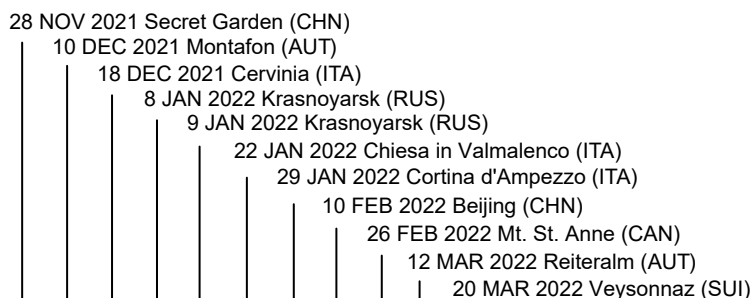 28 NOV 2021 Secret Garden (CHN)
10 DEC 2021 Montafon (AUT)
18 DEC 2021 Cervinia (ITA)
8 JAN 2022 Krasnoyarsk (RUS)
9 JAN 2022 Krasnoyarsk (RUS)
22 JAN 2022 Chiesa in Valmalenco (ITA)
29 JAN 2022 Cortina d'Ampezzo (ITA)
10 FEB 2022 Beijing (CHN)
26 FEB 2022 Mt. St. Anne (CAN)
12 MAR 2022 Reiteralm (AUT)
20 MAR 2022 Veysonnaz (SUI)